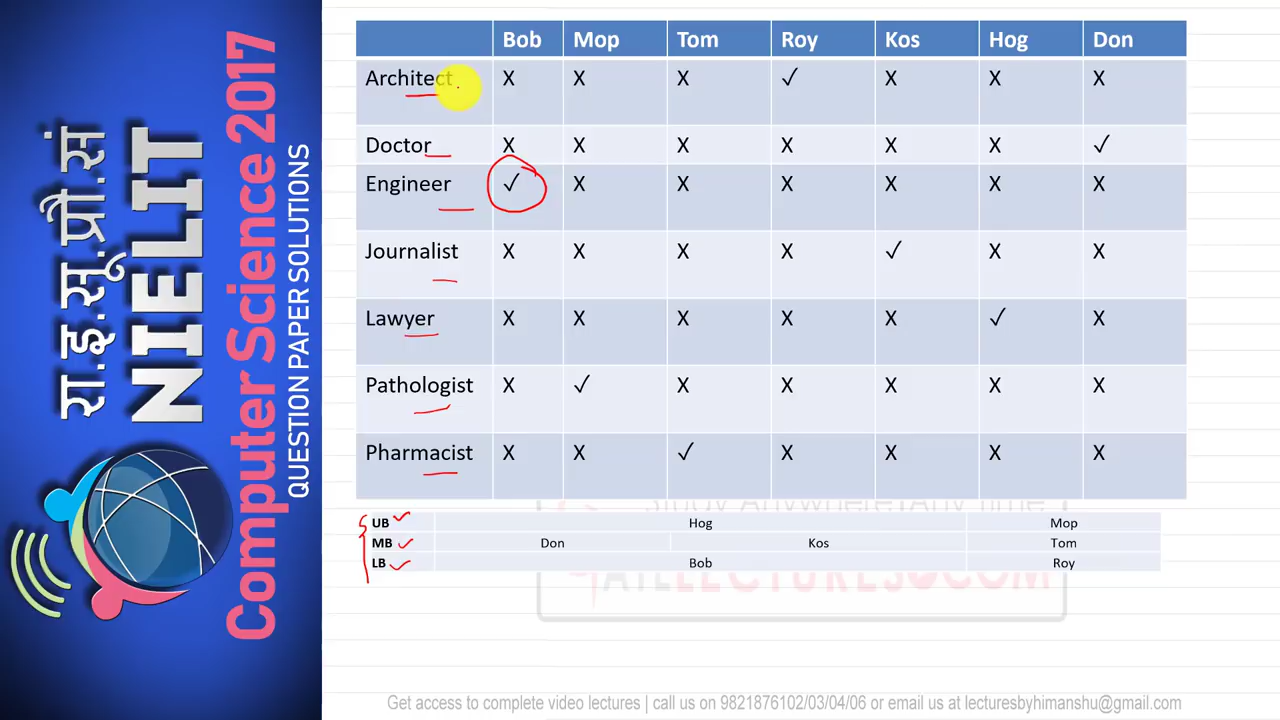 रा.इ.सू.प्रौ.सं
NIELIT
Computer Science 2017
QUESTION PAPER SOLUTIONS
Bob Mop Tom Roy Kos Hog Don
Architect X X X ✓ X X X
Doctor X X X X X X ✓
Engineer ✓ X X X X X X
Journalist X X X X ✓ X X
Lawyer X X X X X ✓ X
Pathologist X ✓ X X X X X
Pharmacist X X ✓ X X X X
UB Hog Mop
MB Don Kos Tom
LB Bob Roy
Get access to complete video lectures | call us on 9821876102/03/04/06 or email us at lecturesbyhimanshu@gmail.com